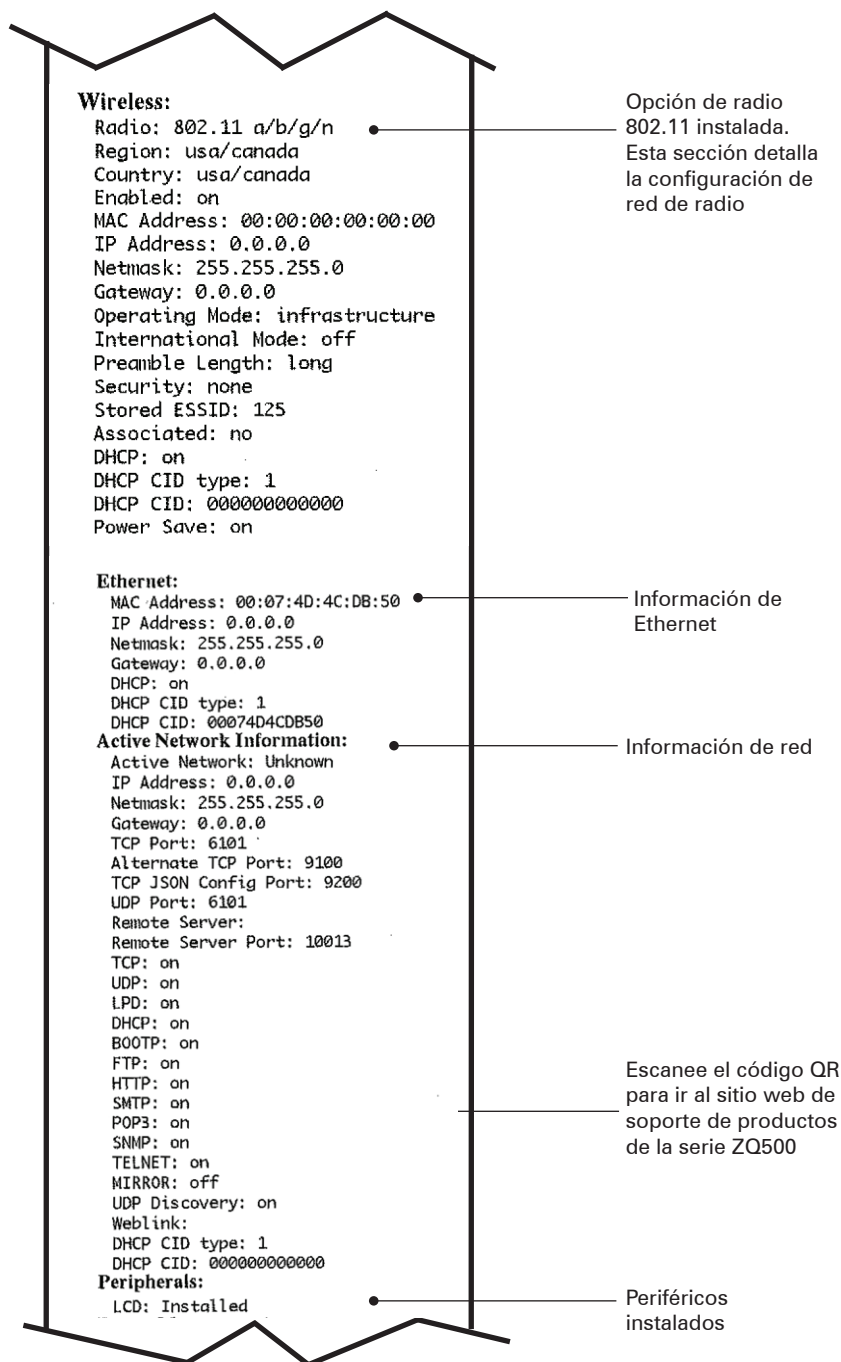 Wireless:
Radio: 802.11 a/b/g/n
Region: usa/canada
Country: usa/canada
Enabled: on
MAC Address: 00:00:00:00:00:00
IP Address: 0.0.0.0
Netmask: 255.255.255.0
Gateway: 0.0.0.0
Operating Mode: infrastructure
International Mode: off
Preamble Length: long
Security: none
Stored ESSID: 125
Associated: no
DHCP: on
DHCP CID type: 1
DHCP CID: 000000000000
Power Save: on
Opción de radio
802.11 instalada.
Esta sección detalla
la configuración de
red de radio
Ethernet:
MAC Address: 00:07:4D:4C:DB:50
IP Address: 0.0.0.0
Netmask: 255.255.255.0
Gateway: 0.0.0.0
DHCP: on
DHCP CID type: 1
DHCP CID: 00074D4CDB50
Información de
Ethernet
Active Network Information:
Active Network: Unknown
IP Address: 0.0.0.0
Netmask: 255.255.255.0
Gateway: 0.0.0.0
TCP Port: 6101
Alternate TCP Port: 9100
TCP JSON Config Port: 9200
UDP Port: 6101
Remote Server:
Remote Server Port: 10013
TCP: on
UDP: on
LPD: on
DHCP: on
BOOTP: on
FTP: on
HTTP: on
SMTP: on
POP3: on
SNMP: on
TELNET: on
MIRROR: off
UDP Discovery: on
Weblink:
DHCP CID type: 1
DHCP CID: 000000000000
Información de red
Escanee el código QR
para ir al sitio web de
soporte de productos
de la serie ZQ500
Peripherals:
LCD: Installed
Periféricos
instalados